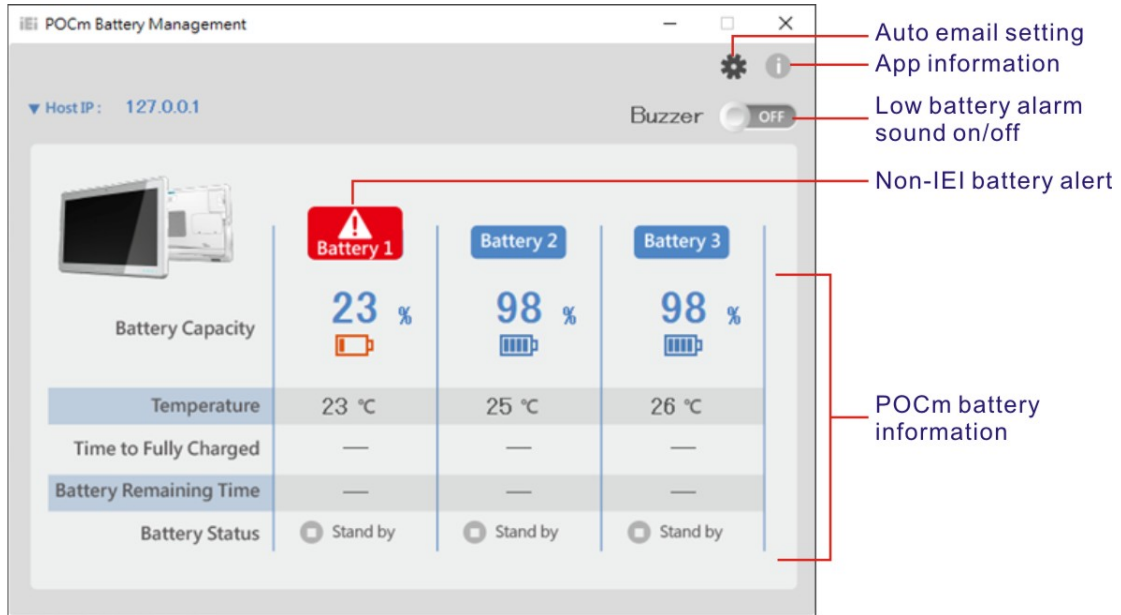 iEi POCm Battery Management
Auto email setting
App information
▼ Host IP : 127.0.0.1
Buzzer OFF
Low battery alarm
sound on/off
Non-IEI battery alert
Battery 1 Battery 2 Battery 3
Battery Capacity 23 % 98 % 98 %
Temperature 23 ℃ 25 ℃ 26 ℃
Time to Fully Charged — — —
Battery Remaining Time — — —
Battery Status Stand by Stand by Stand by
POCm battery
information